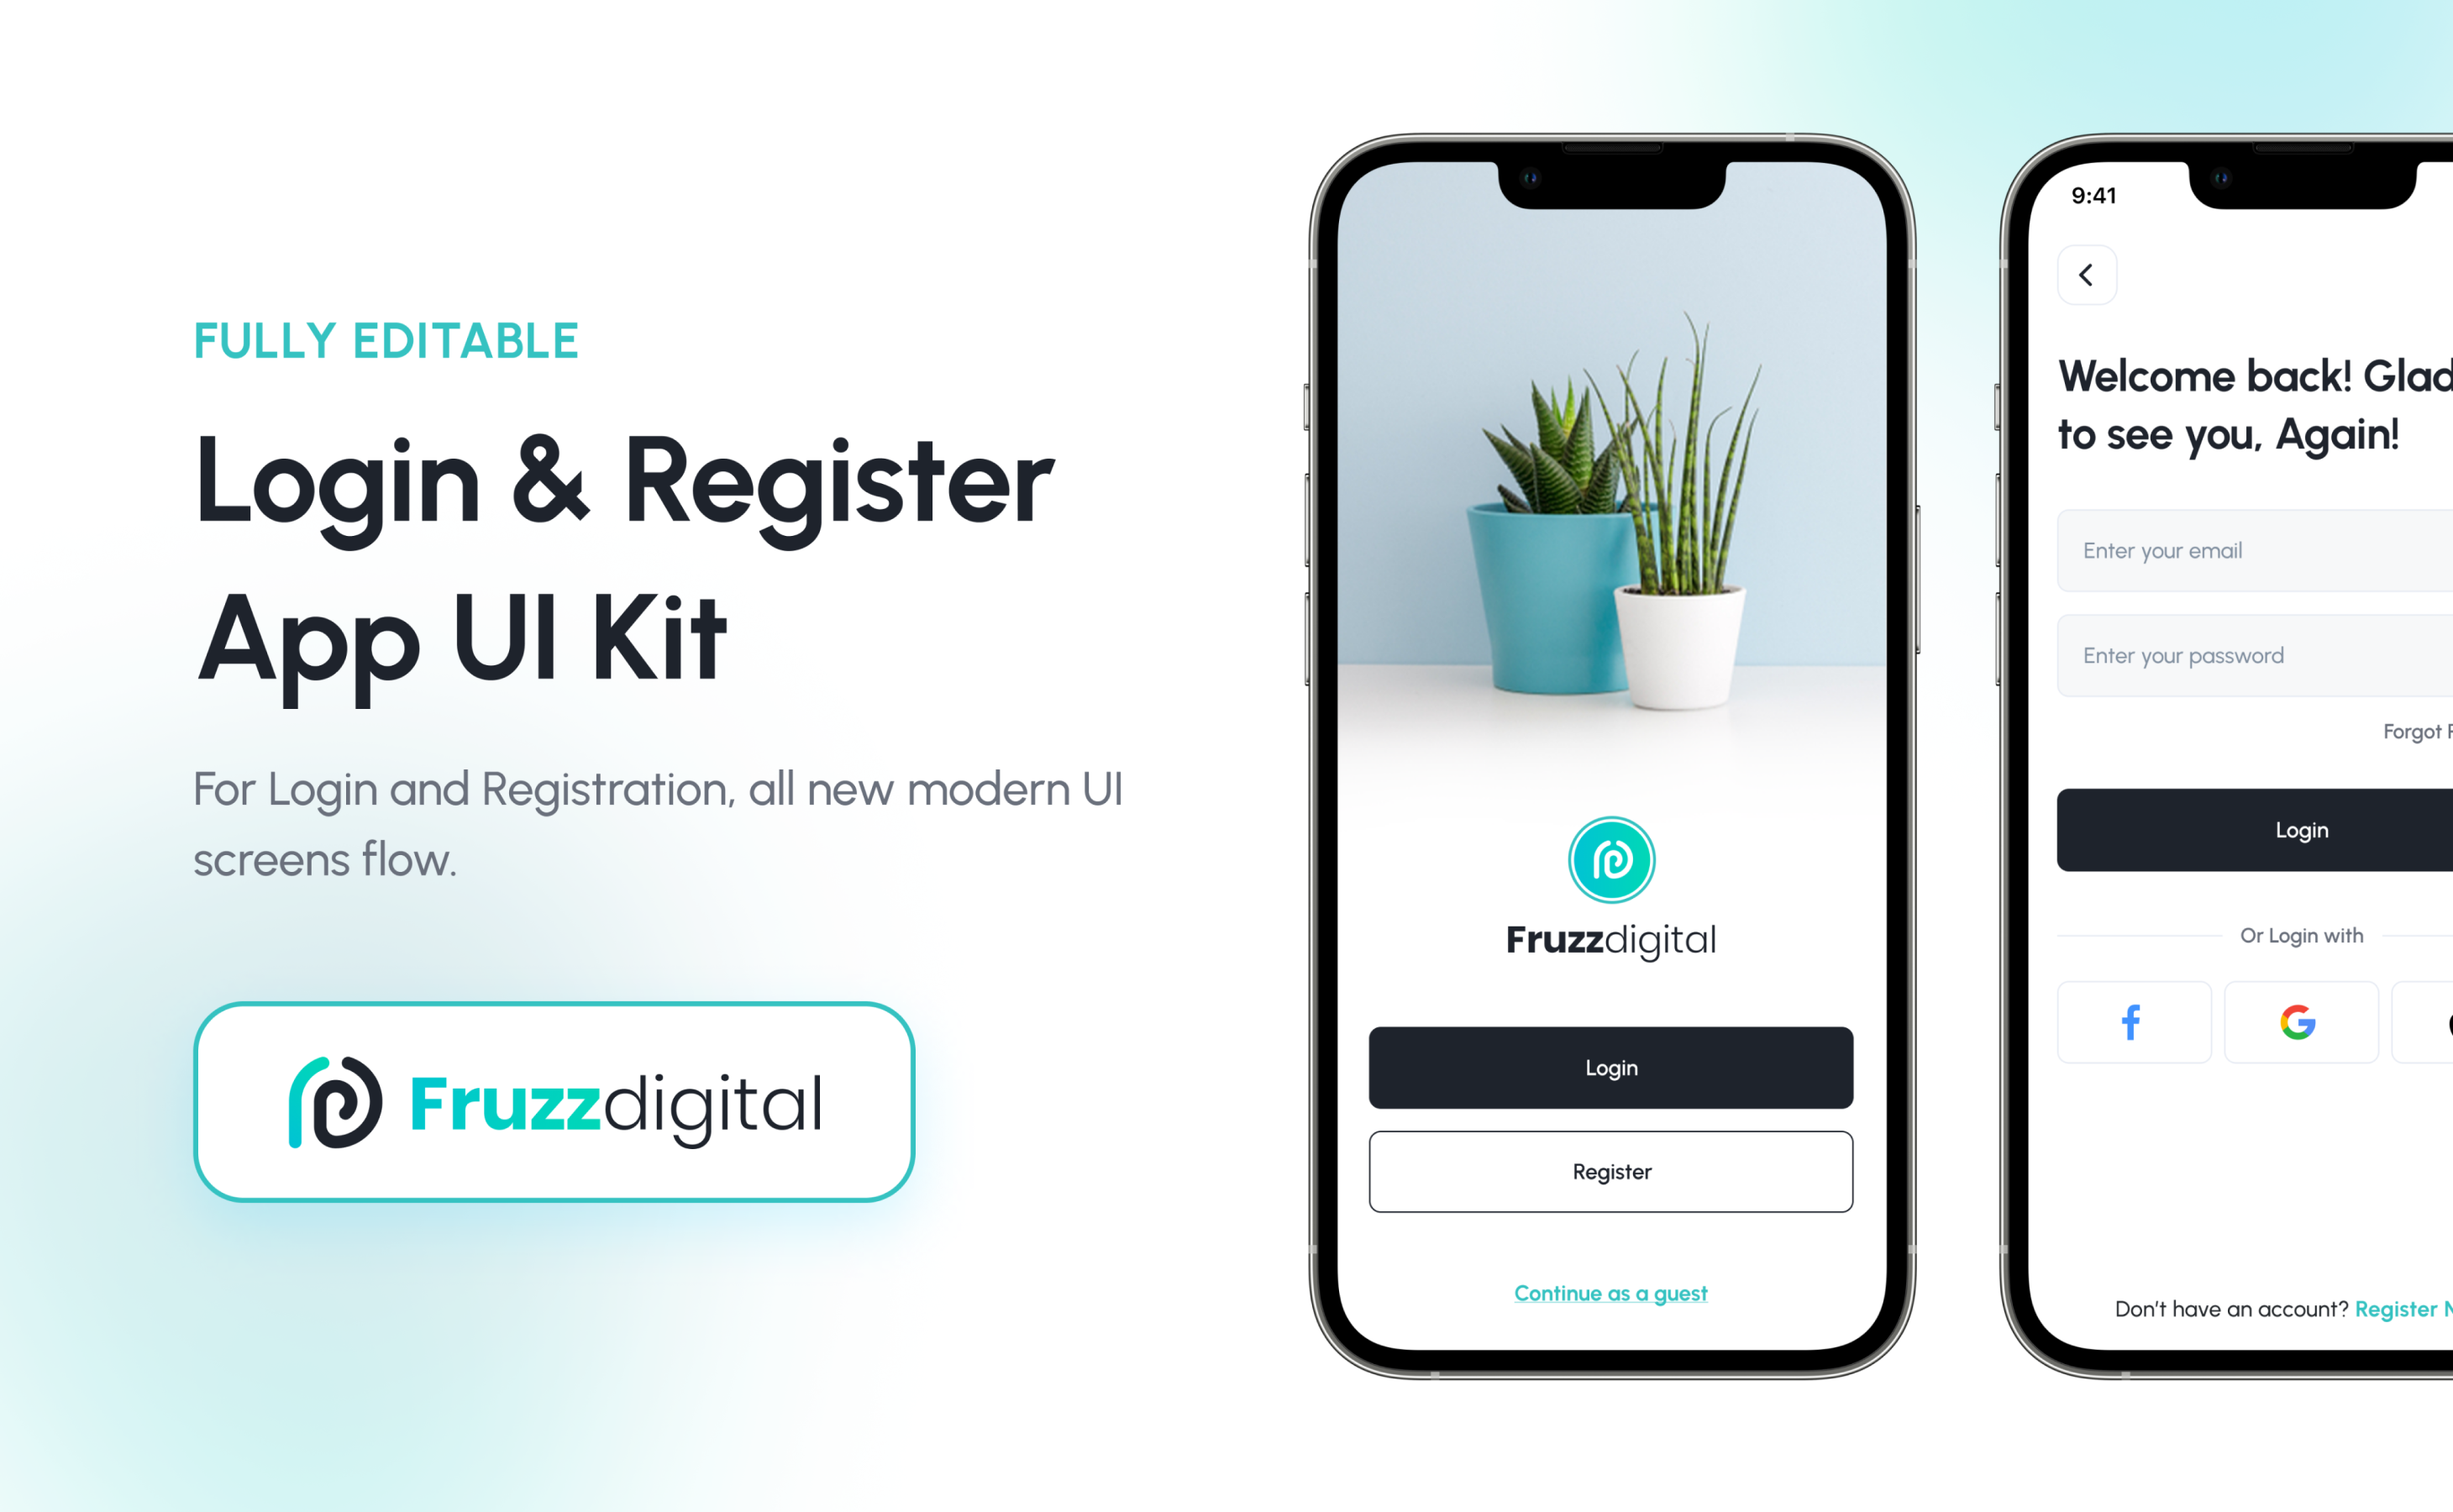 FULLY EDITABLE
Login & Register
App UI Kit
For Login and Registration, all new modern UI
screens flow.
Fruzzdigital
Fruzzdigital
Login
Register
Continue as a guest
9:41
Welcome back! Glad
to see you, Again!
Enter your email
Enter your password
Forgot
Login
Or Login with
Don't have an account? Register